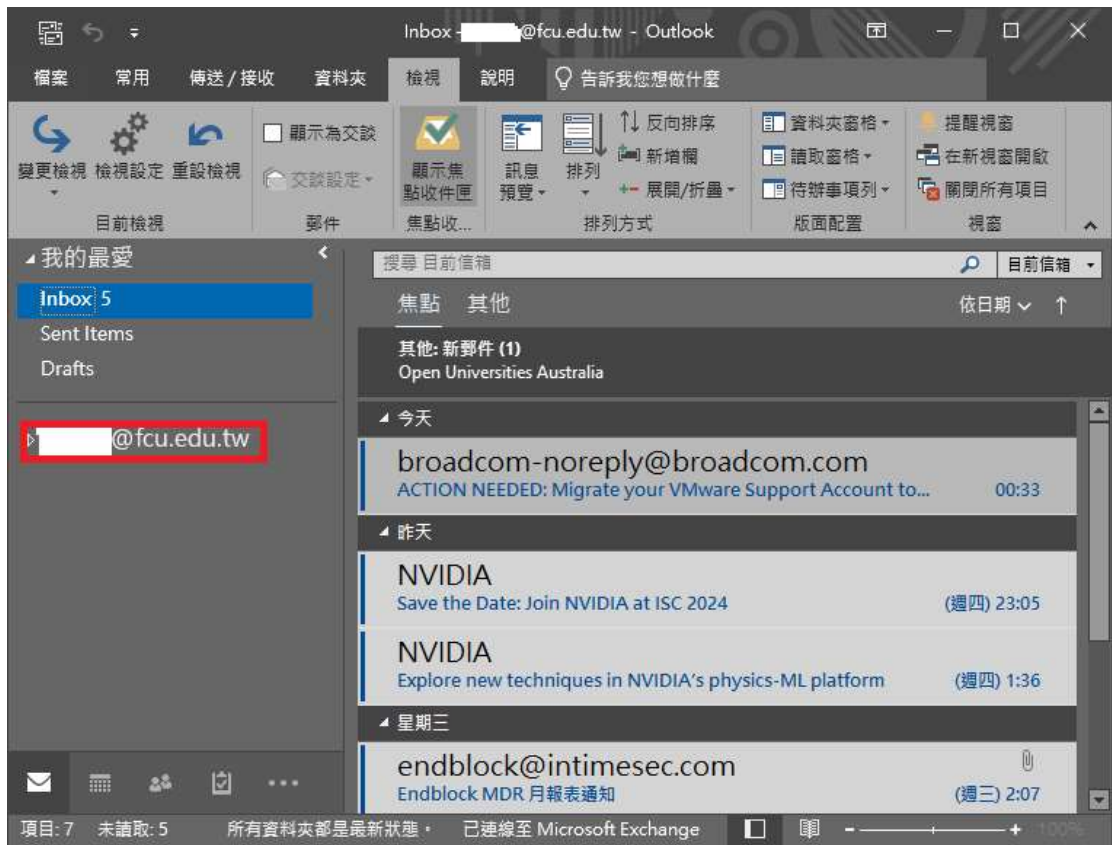 Inbox - @fcu.edu.tw - Outlook
檔案 常用 傳送/接收 資料夾 檢視 說明 告訴我您想做什麼
變更檢視 檢視設定 重設檢視
目前檢視
顯示為交談
交談設定
郵件
顯示焦點收件匣
焦點收...
訊息預覽
排列
反向排序
新增欄
展開/折疊
排列方式
資料夾窗格
讀取窗格
待辦事項列
版面配置
提醒視窗
在新視窗開啟
關閉所有項目
視窗
我的最愛
Inbox 5
Sent Items
Drafts
@fcu.edu.tw
搜尋 目前信箱 目前信箱
焦點 其他 依日期
其他: 新郵件 (1)
Open Universities Australia
今天
broadcom-noreply@broadcom.com
ACTION NEEDED: Migrate your VMware Support Account to... 00:33
昨天
NVIDIA
Save the Date: Join NVIDIA at ISC 2024 (週四) 23:05
NVIDIA
Explore new techniques in NVIDIA's physics-ML platform (週四) 1:36
星期三
endblock@intimesec.com
Endblock MDR 月報表通知 (週三) 2:07
項目: 7 未讀取: 5 所有資料夾都是最新狀態。 已連線至 Microsoft Exchange 100%